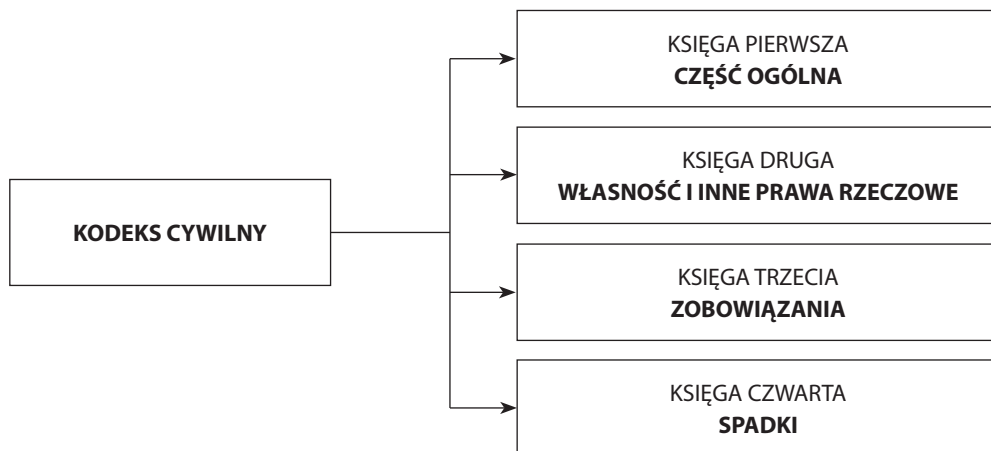 KSIĘGA PIERWSZA
CZĘŚĆ OGÓLNA
KSIĘGA DRUGA
WŁASNOŚĆ I INNE PRAWA RZECZOWE
KODEKS CYWILNY
KSIĘGA TRZECIA
ZOBOWIĄZANIA
KSIĘGA CZWARTA
SPADKI